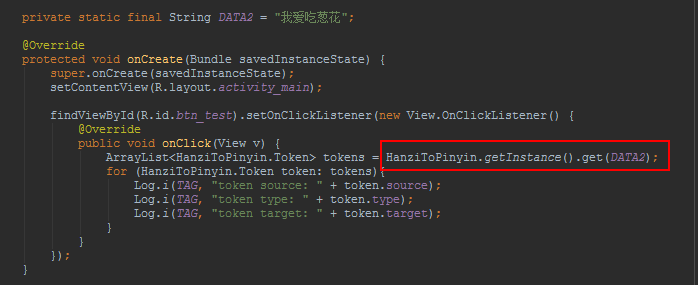 private static final String DATA2 = "我爱吃葱花";
@Override
protected void onCreate(Bundle savedInstanceState) {
super.onCreate(savedInstanceState);
setContentView(R.layout.activity_main);
findViewById(R.id.btn_test).setOnClickListener(new View.OnClickListener() {
@Override
public void onClick(View v) {
ArrayList<HanziToPinyin.Token> tokens = HanziToPinyin.getInstance().get(DATA2);
for (HanziToPinyin.Token token: tokens){
Log.i(TAG, "token source: " + token.source);
Log.i(TAG, "token type: " + token.type);
Log.i(TAG, "token target: " + token.target);
}
}
});
}